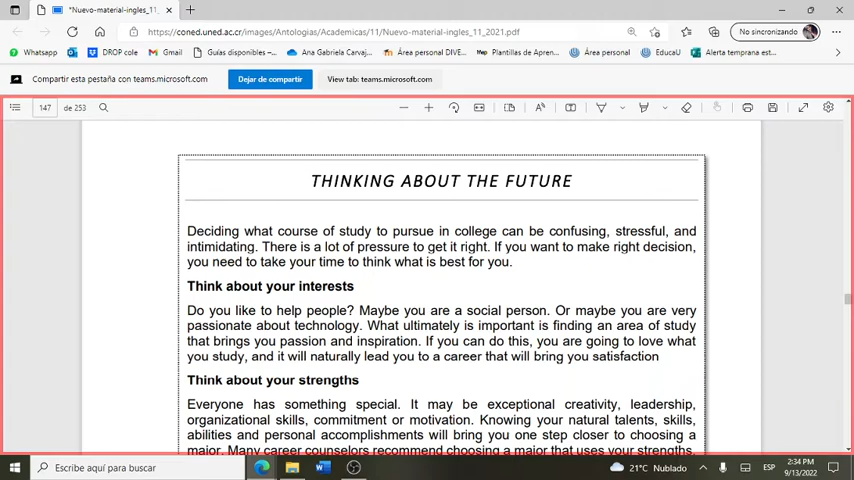 *Nuevo-material-ingles_11_2021.p
https://coned.uned.ac.cr/images/Antologias/Academicas/11/Nuevo-material-ingles_11_2021.pdf
No sincronizando
Whatsapp DROP cole Gmail Guías disponibles –... Ana Gabriela Carvaj... Área personal DIVE... Plantillas de Apren... Área personal EducaU Alerta temprana est...
Compartir esta pestaña con teams.microsoft.com Dejar de compartir View tab: teams.microsoft.com
147 de 253
THINKING ABOUT THE FUTURE
Deciding what course of study to pursue in college can be confusing, stressful, and
intimidating. There is a lot of pressure to get it right. If you want to make right decision,
you need to take your time to think what is best for you.
Think about your interests
Do you like to help people? Maybe you are a social person. Or maybe you are very
passionate about technology. What ultimately is important is finding an area of study
that brings you passion and inspiration. If you can do this, you are going to love what
you study, and it will naturally lead you to a career that will bring you satisfaction
Think about your strengths
Everyone has something special. It may be exceptional creativity, leadership,
organizational skills, commitment or motivation. Knowing your natural talents, skills,
abilities and personal accomplishments will bring you one step closer to choosing a
major. Many career counselors recommend choosing a major that uses your strengths.
Escribe aquí para buscar
21°C Nublado ESP 2:34 PM
9/13/2022